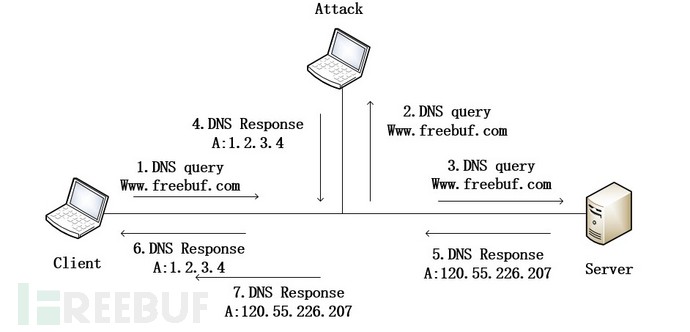 Attack
4.DNS Response
A:1.2.3.4
2.DNS query
Www.freebuf.com
1.DNS query
Www.freebuf.com
3.DNS query
Www.freebuf.com
Client
6.DNS Response
A:1.2.3.4
5.DNS Response
A:120.55.226.207
Server
7.DNS Response
A:120.55.226.207
FREEBUF